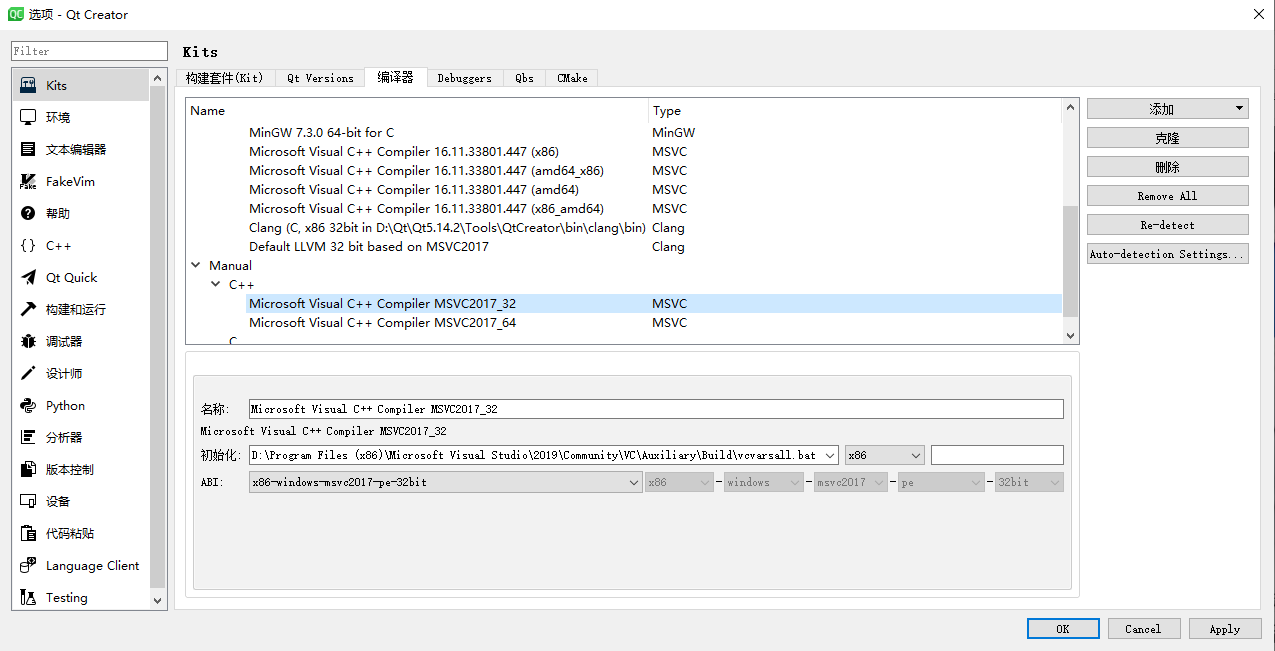 QC 选项 - Qt Creator
Filter
Kits
环境
文本编辑器
FakeVim
帮助
C++
Qt Quick
构建和运行
调试器
设计师
Python
分析器
版本控制
设备
代码粘贴
Language Client
Testing
Kits
构建套件(Kit) Qt Versions 编译器 Debuggers Qbs CMake
Name Type
MinGW 7.3.0 64-bit for C MinGW
Microsoft Visual C++ Compiler 16.11.33801.447 (x86) MSVC
Microsoft Visual C++ Compiler 16.11.33801.447 (amd64_x86) MSVC
Microsoft Visual C++ Compiler 16.11.33801.447 (amd64) MSVC
Microsoft Visual C++ Compiler 16.11.33801.447 (x86_amd64) MSVC
Clang (C, x86 32bit in D:\Qt\Qt5.14.2\Tools\QtCreator\bin\clang\bin) Clang
Default LLVM 32 bit based on MSVC2017 Clang
Manual
C++
Microsoft Visual C++ Compiler MSVC2017_32 MSVC
Microsoft Visual C++ Compiler MSVC2017_64 MSVC
C
添加
克隆
删除
Remove All
Re-detect
Auto-detection Settings...
名称: Microsoft Visual C++ Compiler MSVC2017_32
Microsoft Visual C++ Compiler MSVC2017_32
初始化: D:\Program Files (x86)\Microsoft Visual Studio\2019\Community\VC\Auxiliary\Build\vcvarsall.bat x86
ABI: x86-windows-msvc2017-pe-32bit x86 - windows - msvc2017 - pe - 32bit
OK Cancel Apply